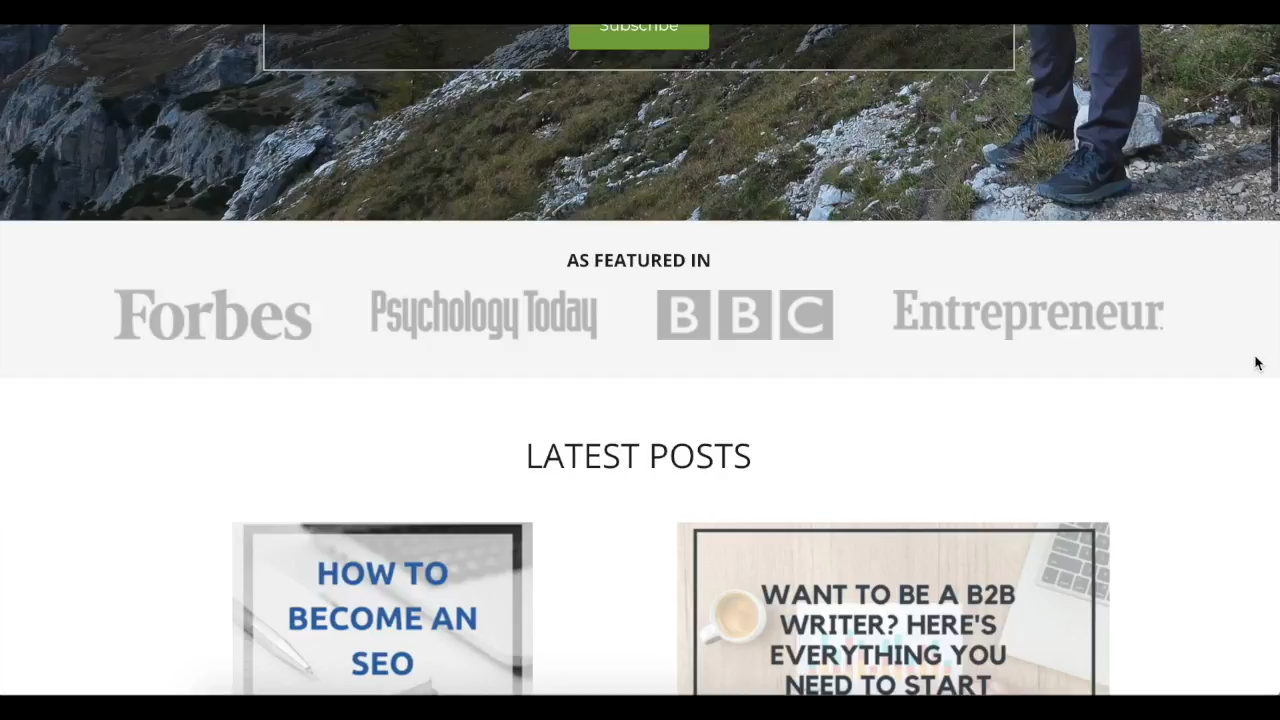 Subscribe
AS FEATURED IN
Forbes
Psychology Today
BBC
Entrepreneur.
LATEST POSTS
HOW TO
BECOME AN
SEO
WANT TO BE A B2B
WRITER? HERE'S
EVERYTHING YOU
NEED TO START